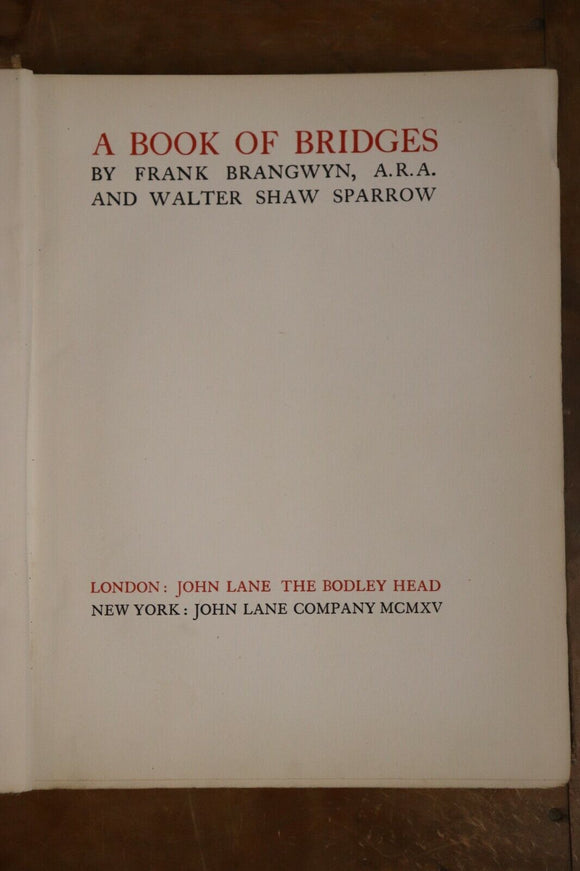 A BOOK OF BRIDGES
BY FRANK BRANGWYN, A.R.A.
AND WALTER SHAW SPARROW
LONDON: JOHN LANE THE BODLEY HEAD
NEW YORK: JOHN LANE COMPANY MCMXV